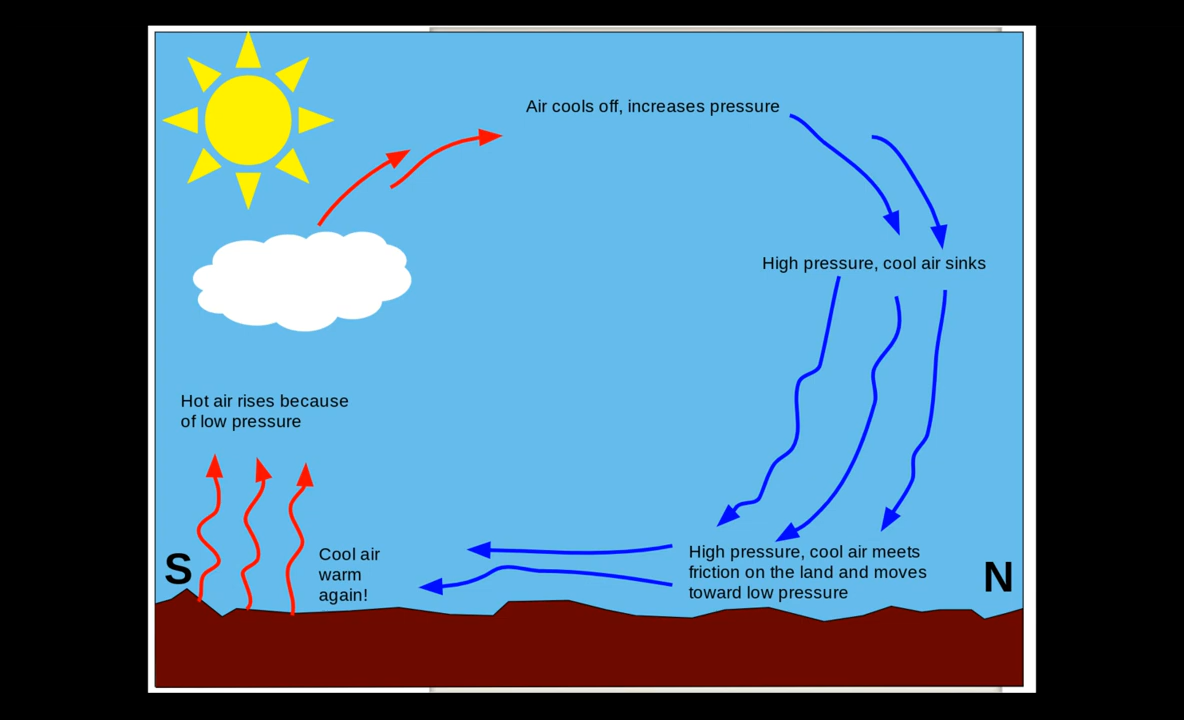 Air cools off, increases pressure
High pressure, cool air sinks
Hot air rises because
of low pressure
S
Cool air
warm
again!
High pressure, cool air meets
friction on the land and moves
toward low pressure
N